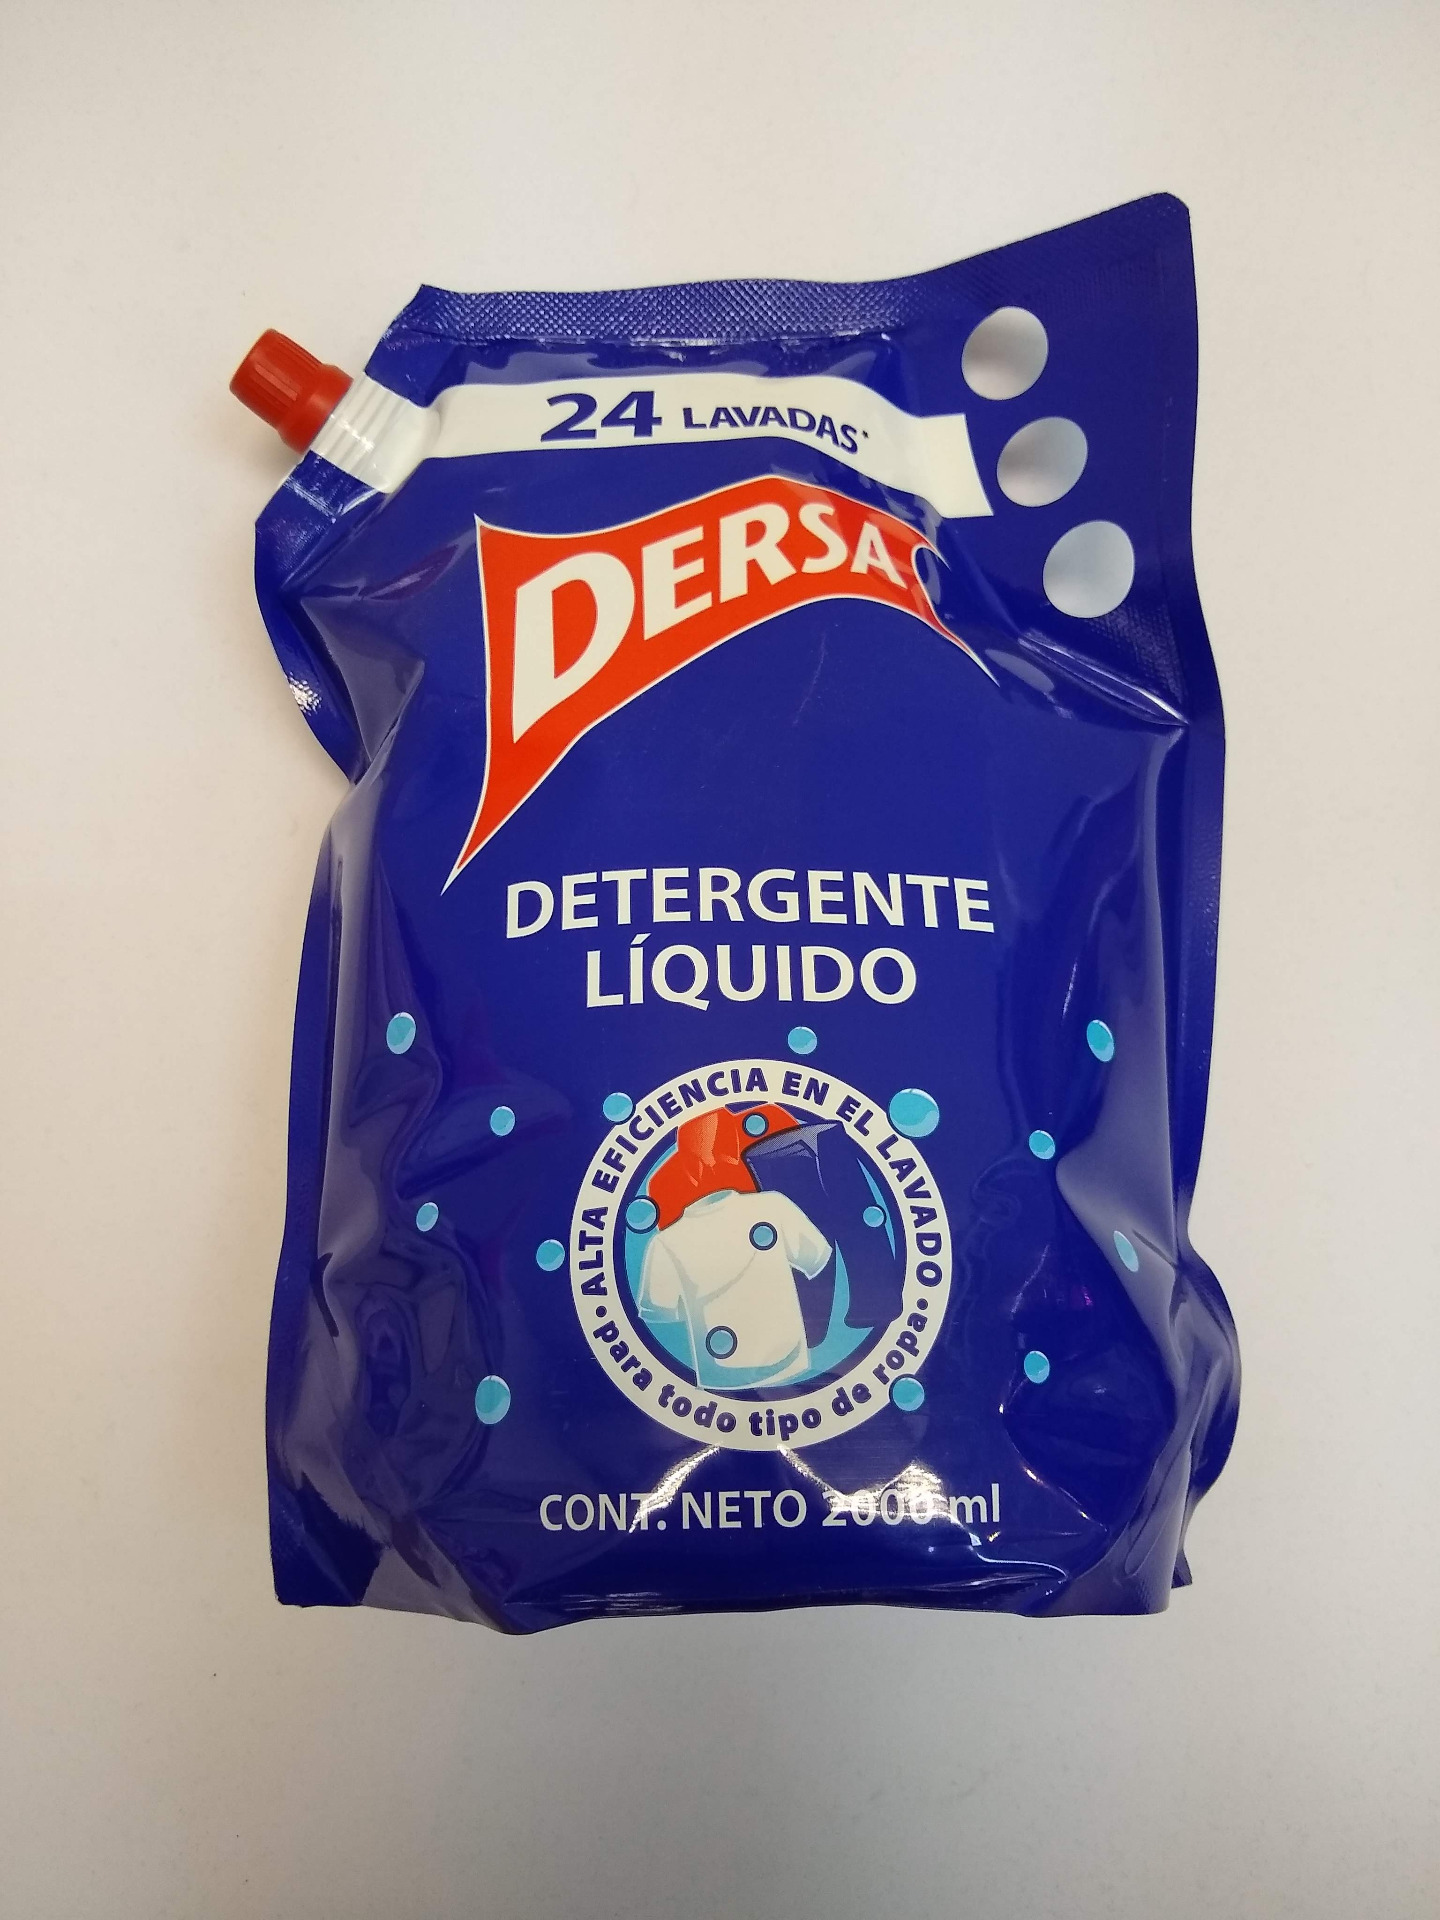 24 LAVADAS*
DERSA
DETERGENTE
LÍQUIDO
• ALTA EFICIENCIA EN EL LAVADO •
para todo tipo de ropa
CONT. NETO 2000 ml